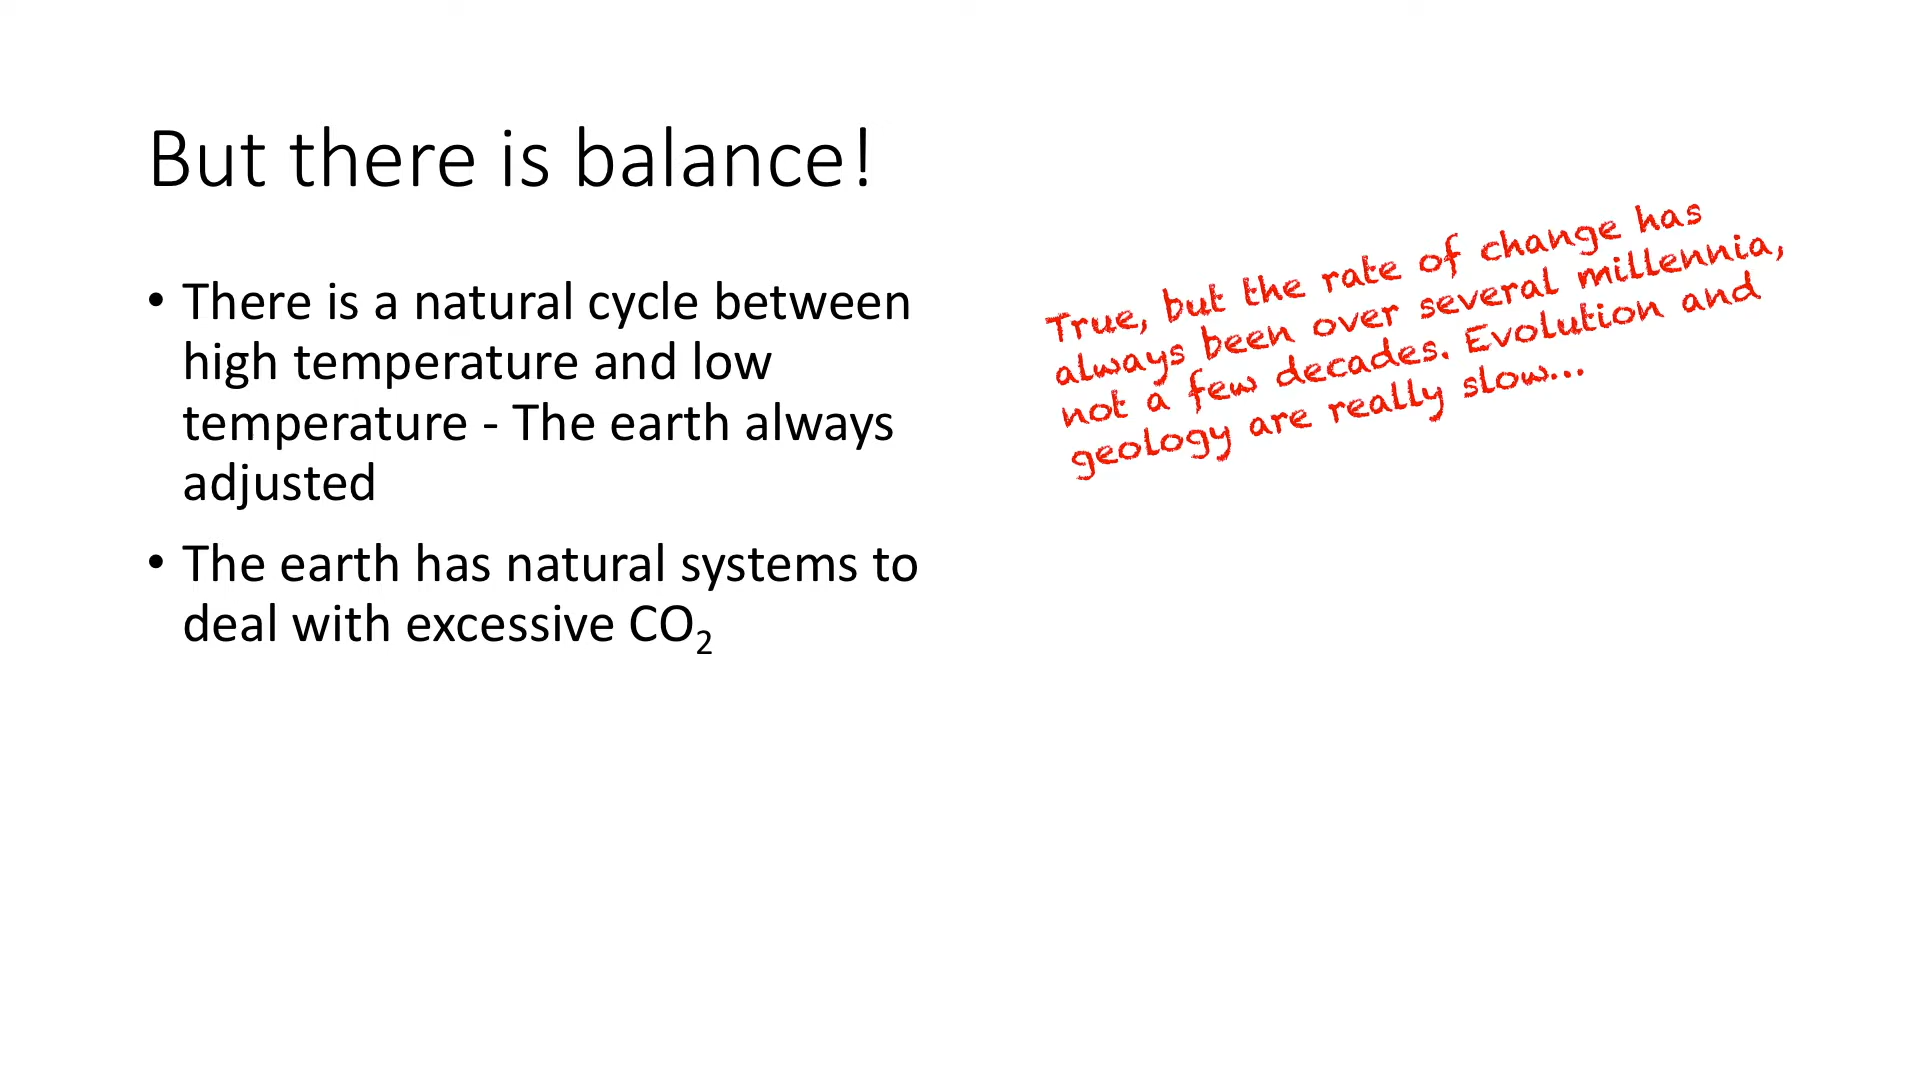 But there is balance!
• There is a natural cycle between
high temperature and low
temperature - The earth always
adjusted
• The earth has natural systems to
deal with excessive CO₂
True, but the rate of change has
always been over several millennia,
not a few decades. Evolution and
geology are really slow...